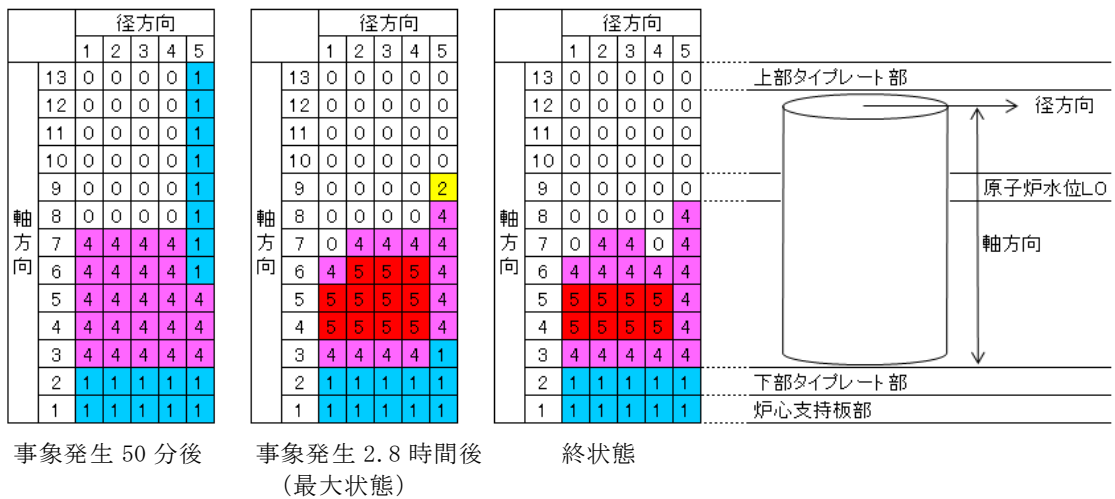 径方向
1 2 3 4 5
軸方向
13 0 0 0 0 1
12 0 0 0 0 1
11 0 0 0 0 1
10 0 0 0 0 1
9 0 0 0 0 1
8 0 0 0 0 1
7 4 4 4 4 1
6 4 4 4 4 1
5 4 4 4 4 4
4 4 4 4 4 4
3 4 4 4 4 4
2 1 1 1 1 1
1 1 1 1 1 1
事象発生 50 分後
径方向
1 2 3 4 5
軸方向
13 0 0 0 0 0
12 0 0 0 0 0
11 0 0 0 0 0
10 0 0 0 0 0
9 0 0 0 0 2
8 0 0 0 0 4
7 0 4 4 4 4
6 4 5 5 5 4
5 5 5 5 5 4
4 5 5 5 5 4
3 4 4 4 4 1
2 1 1 1 1 1
1 1 1 1 1 1
事象発生 2.8 時間後
(最大状態)
径方向
1 2 3 4 5
軸方向
13 0 0 0 0 0
12 0 0 0 0 0
11 0 0 0 0 0
10 0 0 0 0 0
9 0 0 0 0 0
8 0 0 0 0 4
7 0 4 4 0 4
6 4 4 4 4 4
5 5 5 5 5 4
4 5 5 5 5 4
3 4 4 4 4 4
2 1 1 1 1 1
1 1 1 1 1 1
終状態
上部タイプレート部
径方向
原子炉水位L0
軸方向
下部タイプレート部
炉心支持板部